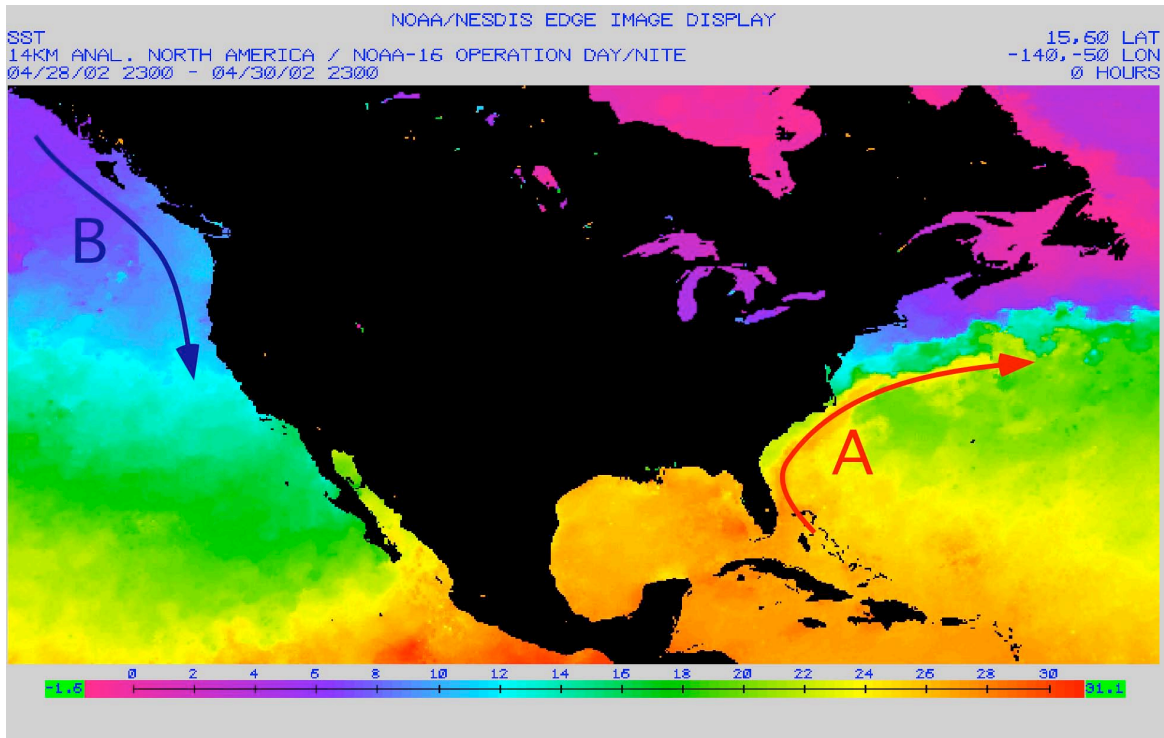 NOAA/NESDIS EDGE IMAGE DISPLAY
SST
15,60 LAT
14KM ANAL. NORTH AMERICA / NOAA-16 OPERATION DAY/NITE
-140,-50 LON
04/28/02 2300 - 04/30/02 2300
0 HOURS
B
A
0 2 4 6 8 10 12 14 16 18 20 22 24 26 28 30
-1.6
31.1